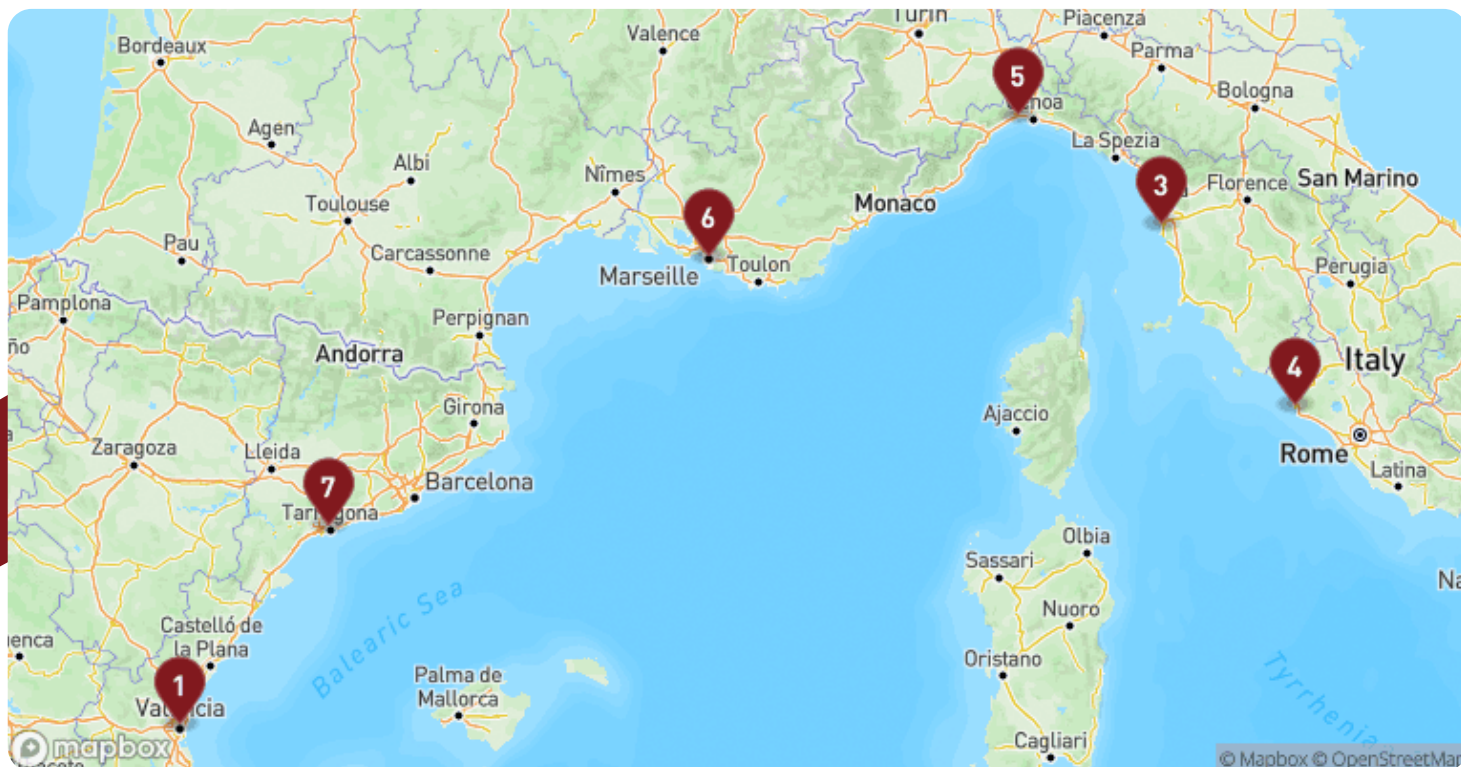 Turin
Piacenza
Bordeaux
Valence
Parma
5
Bologna
Agen
La Spezia
Albi
Nîmes
3
Florence
San Marino
Toulouse
Monaco
6
Pau
Carcassonne
Toulon
Marseille
Perugia
Pamplona
Perpignan
Andorra
4
Italy
Girona
Ajaccio
Zaragoza
Lleida
Rome
Barcelona
Latina
7
Tarragona
Olbia
Sassari
Balearic Sea
Nuoro
Castelló de
la Plana
Oristano
Palma de
Mallorca
1
Valencia
Cagliari
mapbox
© Mapbox © OpenStreetMap